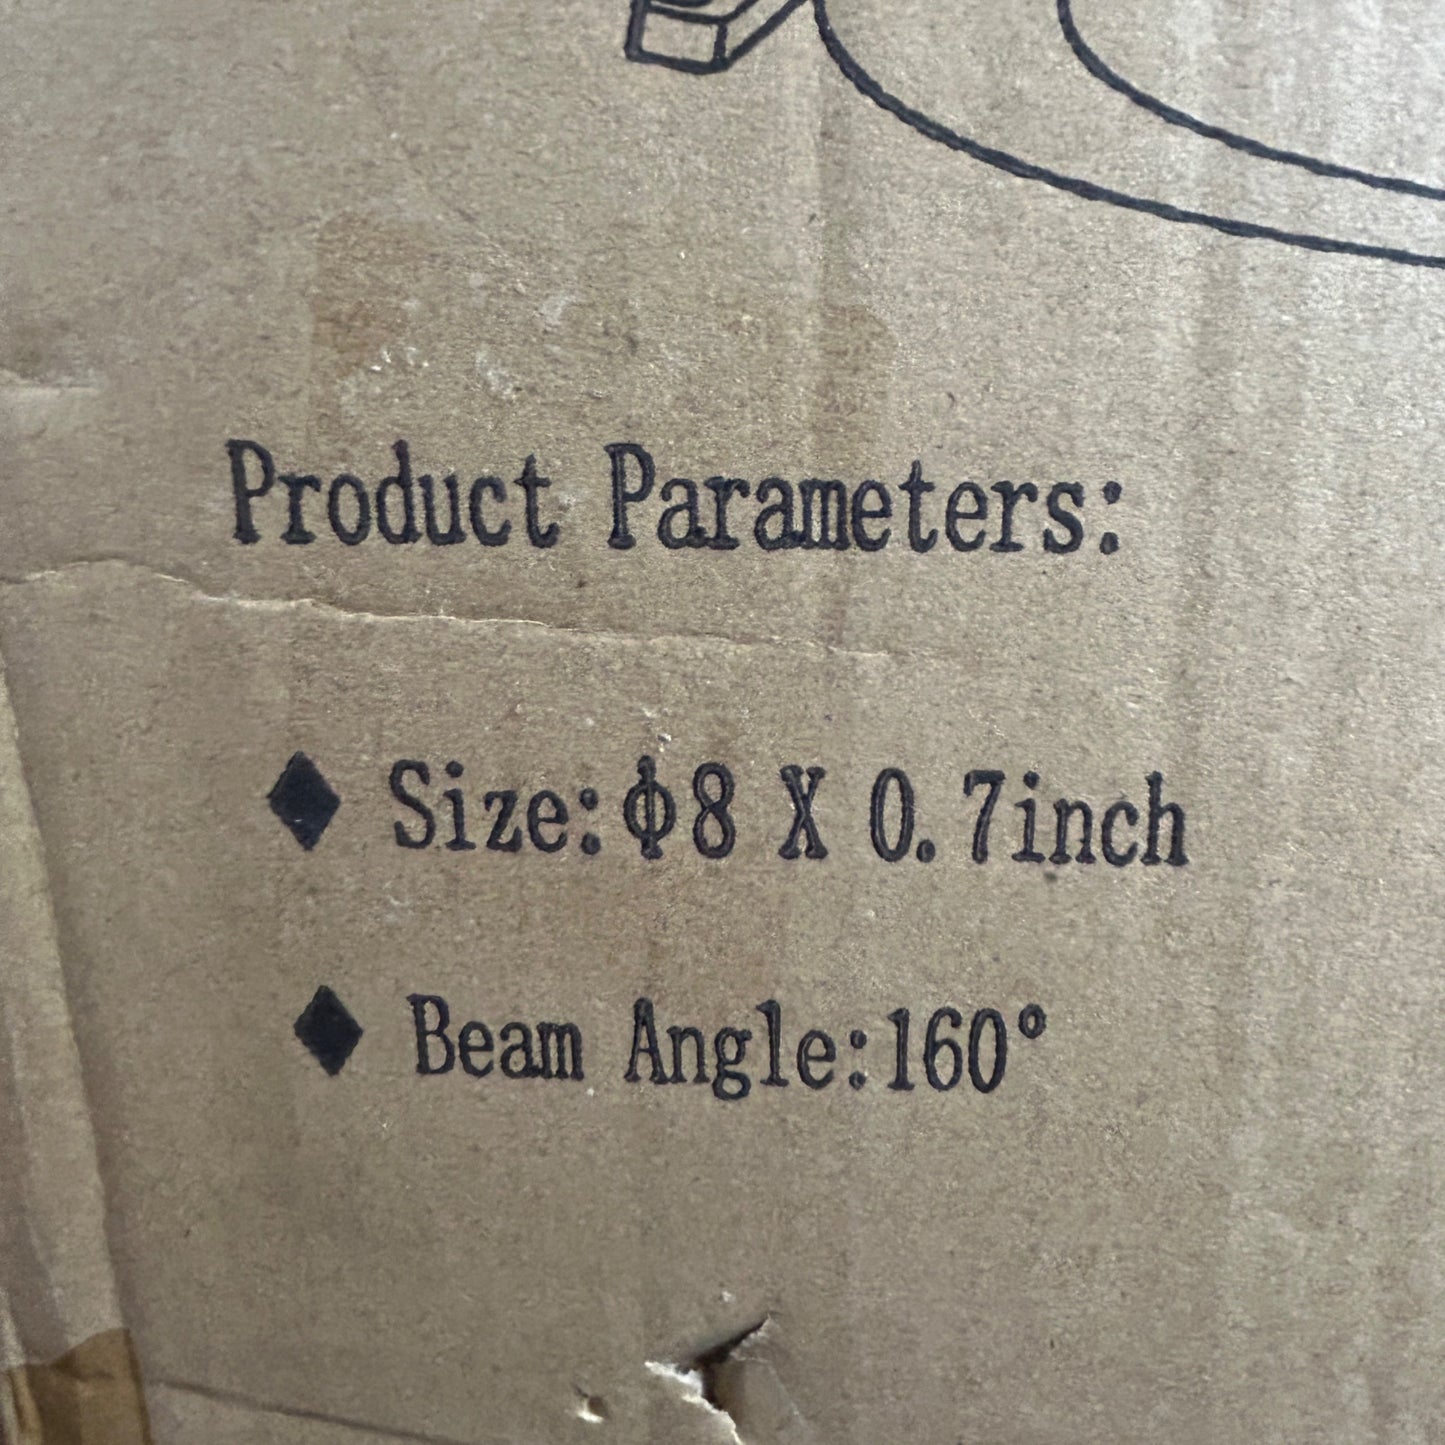 Product Parameters:
◆ Size:Φ8 X 0.7inch
◆ Beam Angle:160°